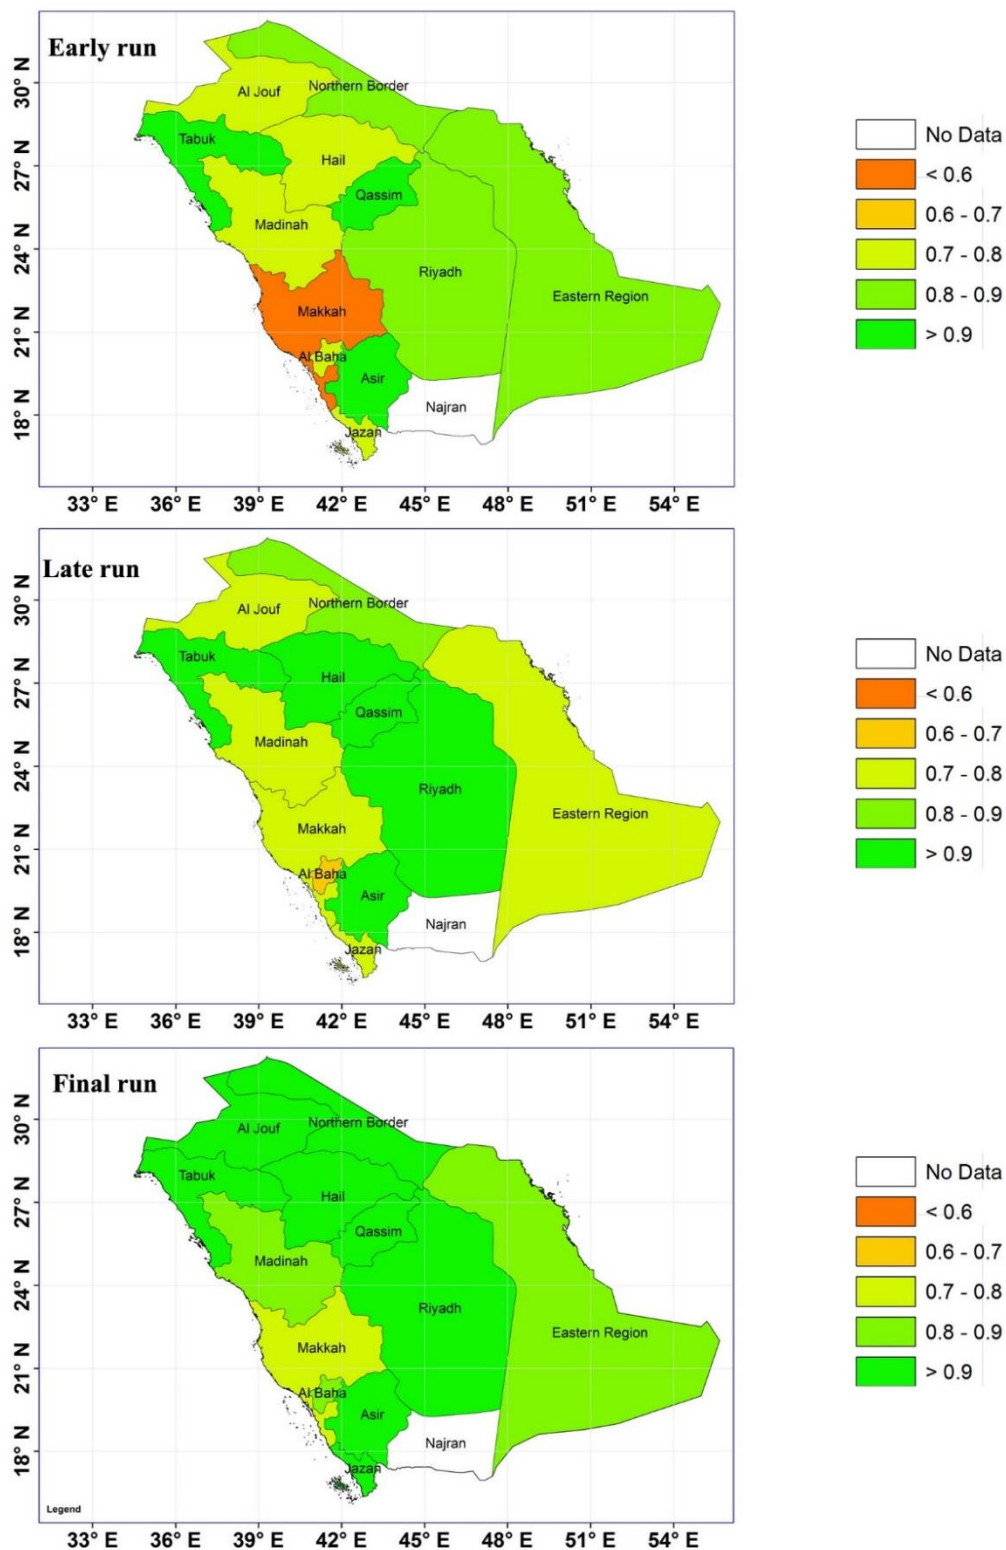 Early run
30° N
27° N
24° N
21° N
18° N
Northern Border
Al Jouf
Tabuk
Hail
Qassim
Madinah
Riyadh
Eastern Region
Makkah
Al Baha
Asir
Najran
Jazan
33° E 36° E 39° E 42° E 45° E 48° E 51° E 54° E
No Data
< 0.6
0.6 - 0.7
0.7 - 0.8
0.8 - 0.9
> 0.9
Late run
30° N
27° N
24° N
21° N
18° N
Northern Border
Al Jouf
Tabuk
Hail
Qassim
Madinah
Riyadh
Eastern Region
Makkah
Al Baha
Asir
Najran
Jazan
33° E 36° E 39° E 42° E 45° E 48° E 51° E 54° E
No Data
< 0.6
0.6 - 0.7
0.7 - 0.8
0.8 - 0.9
> 0.9
Final run
30° N
27° N
24° N
21° N
18° N
Northern Border
Al Jouf
Tabuk
Hail
Qassim
Madinah
Riyadh
Eastern Region
Makkah
Al Baha
Asir
Najran
Jazan
Legend
33° E 36° E 39° E 42° E 45° E 48° E 51° E 54° E
No Data
< 0.6
0.6 - 0.7
0.7 - 0.8
0.8 - 0.9
> 0.9